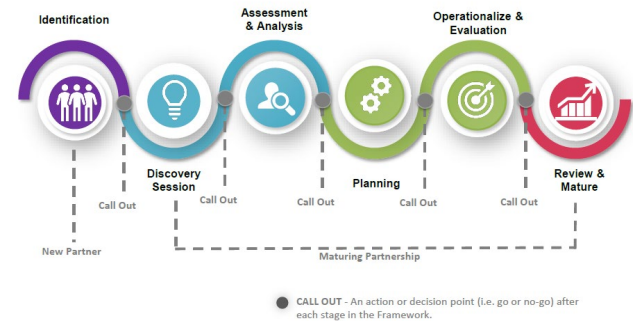 Identification
Assessment
& Analysis
Operationalize &
Evaluation
Discovery
Session
Planning
Review &
Mature
Call Out
Call Out
Call Out
Call Out
Call Out
New Partner
Maturing Partnership
CALL OUT - An action or decision point (i.e. go or no-go) after
each stage in the Framework.